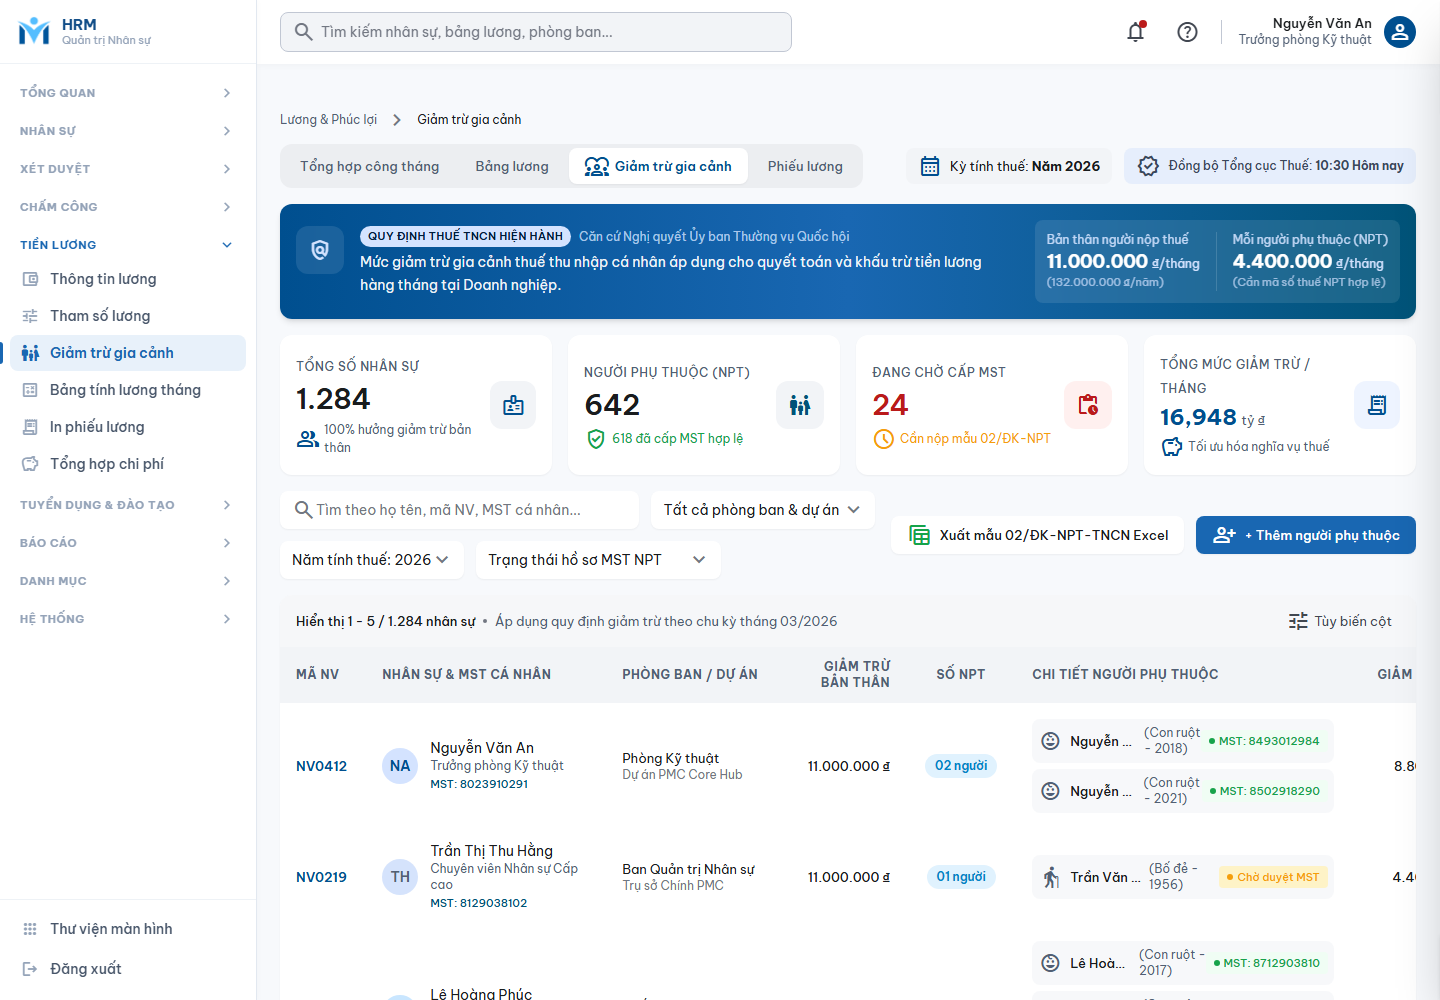 HRM
Quản trị Nhân sự
TỔNG QUAN
NHÂN SỰ
XÉT DUYỆT
CHẤM CÔNG
TIỀN LƯƠNG
Thông tin lương
Tham số lương
Giảm trừ gia cảnh
Bảng tính lương tháng
In phiếu lương
Tổng hợp chi phí
TUYỂN DỤNG & ĐÀO TẠO
BÁO CÁO
DANH MỤC
HỆ THỐNG
Thư viện màn hình
Đăng xuất
Tìm kiếm nhân sự, bảng lương, phòng ban...
Nguyễn Văn An
Trưởng phòng Kỹ thuật
Lương & Phúc lợi
Giảm trừ gia cảnh
Tổng hợp công tháng
Bảng lương
Giảm trừ gia cảnh
Phiếu lương
Kỳ tính thuế: Năm 2026
Đồng bộ Tổng cục Thuế: 10:30 Hôm nay
QUY ĐỊNH THUẾ TNCN HIỆN HÀNH
Căn cứ Nghị quyết Ủy ban Thường vụ Quốc hội
Mức giảm trừ gia cảnh thuế thu nhập cá nhân áp dụng cho quyết toán và khấu trừ tiền lương
hàng tháng tại Doanh nghiệp.
Bản thân người nộp thuế
11.000.000 đ/tháng
(132.000.000 đ/năm)
Mỗi người phụ thuộc (NPT)
4.400.000 đ/tháng
(Cần mã số thuế NPT hợp lệ)
TỔNG SỐ NHÂN SỰ
1.284
100% hưởng giảm trừ bản
thân
NGƯỜI PHỤ THUỘC (NPT)
642
618 đã cấp MST hợp lệ
ĐANG CHỜ CẤP MST
24
Cần nộp mẫu 02/ĐK-NPT
TỔNG MỨC GIẢM TRỪ /
THÁNG
16,948 tỷ đ
Tối ưu hóa nghĩa vụ thuế
Tìm theo họ tên, mã NV, MST cá nhân...
Tất cả phòng ban & dự án
Năm tính thuế: 2026
Trạng thái hồ sơ MST NPT
Xuất mẫu 02/ĐK-NPT-TNCN Excel
+ Thêm người phụ thuộc
Hiển thị 1 - 5 / 1.284 nhân sự • Áp dụng quy định giảm trừ theo chu kỳ tháng 03/2026
Tùy biến cột
MÃ NV
NHÂN SỰ & MST CÁ NHÂN
PHÒNG BAN / DỰ ÁN
GIẢM TRỪ
BẢN THÂN
SỐ NPT
CHI TIẾT NGƯỜI PHỤ THUỘC
GIẢM
NV0412
NA
Nguyễn Văn An
Trưởng phòng Kỹ thuật
MST: 8023910291
Phòng Kỹ thuật
Dự án PMC Core Hub
11.000.000 đ
02 người
Nguyễn ...
(Con ruột
- 2018)
MST: 8493012984
Nguyễn ...
(Con ruột
- 2021)
MST: 8502918290
NV0219
TH
Trần Thị Thu Hằng
Chuyên viên Nhân sự Cấp
cao
MST: 8129038102
Ban Quản trị Nhân sự
Trụ sở Chính PMC
11.000.000 đ
01 người
Trần Văn ...
(Bố đẻ -
1956)
Chờ duyệt MST
Lê Hoàng Phúc
Lê Hoà...
(Con ruột -
2017)
MST: 8712903810